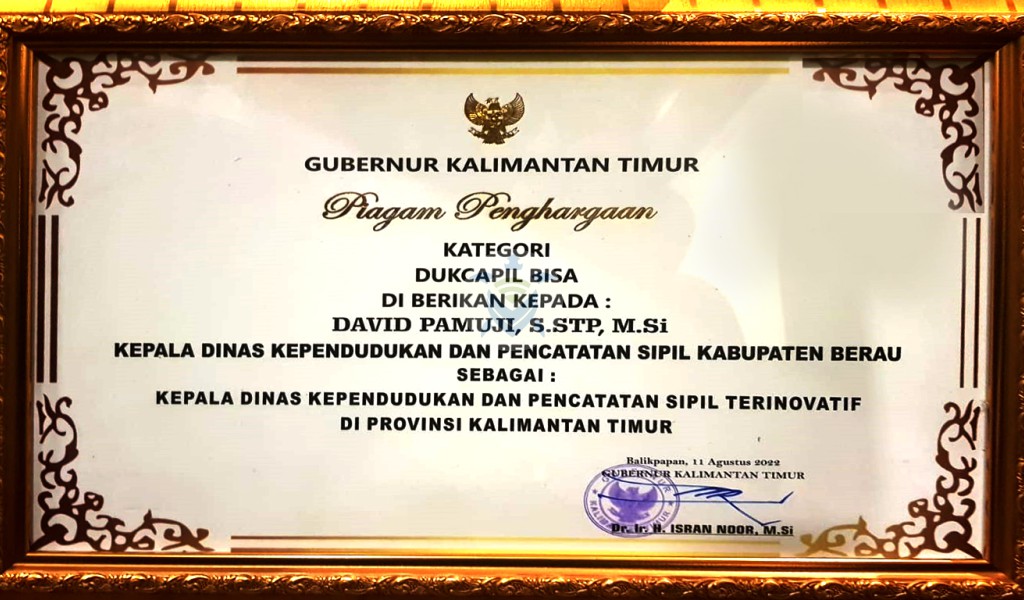 GUBERNUR KALIMANTAN TIMUR
Piagam Penghargaan
KATEGORI
DUKCAPIL BISA
DI BERIKAN KEPADA :
DAVID PAMUJI, S.STP, M.Si
KEPALA DINAS KEPENDUDUKAN DAN PENCATATAN SIPIL KABUPATEN BERAU
SEBAGAI :
KEPALA DINAS KEPENDUDUKAN DAN PENCATATAN SIPIL TERINOVATIF
DI PROVINSI KALIMANTAN TIMUR
Balikpapan, 11 Agustus 2022
GUBERNUR KALIMANTAN TIMUR
Dr. Ir. H. ISRAN NOOR, M.Si